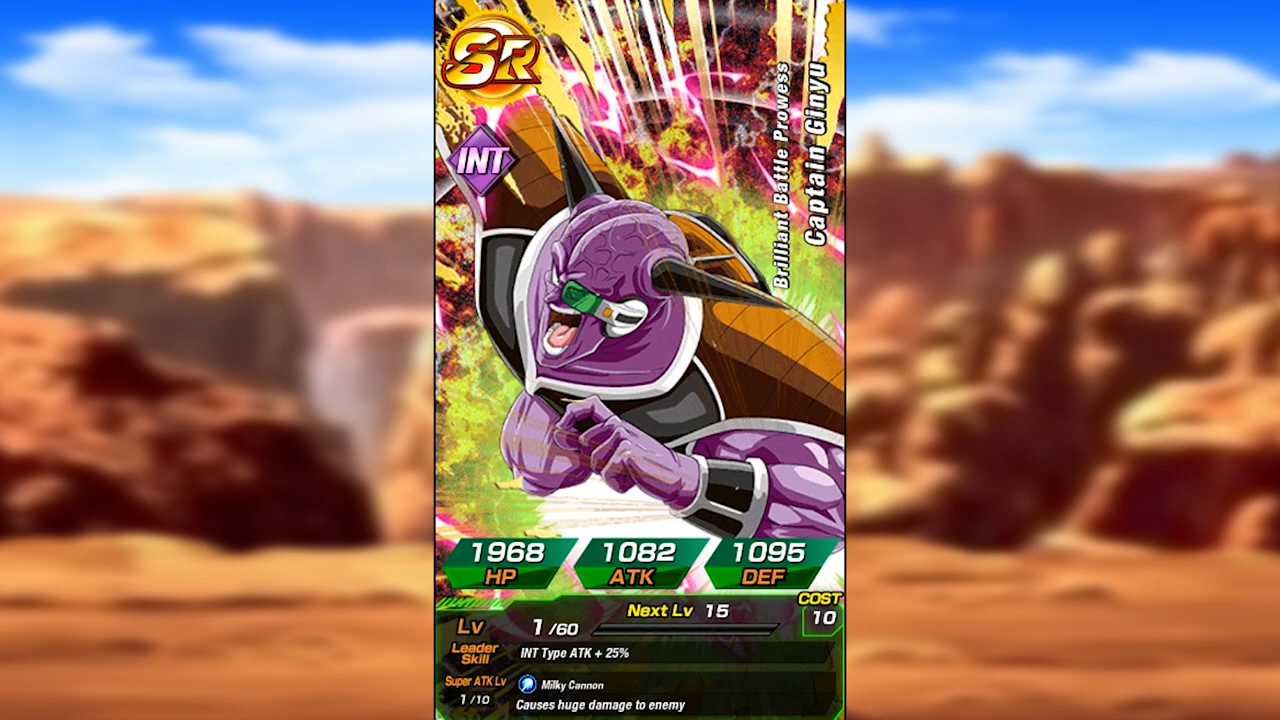 SR
INT
Brilliant Battle Prowess
Captain Ginyu
1968 1082 1095
HP ATK DEF
Next Lv 15 COST
Lv 1/60 10
Leader Skill INT Type ATK + 25%
Super ATK Lv Milky Cannon
1/10 Causes huge damage to enemy